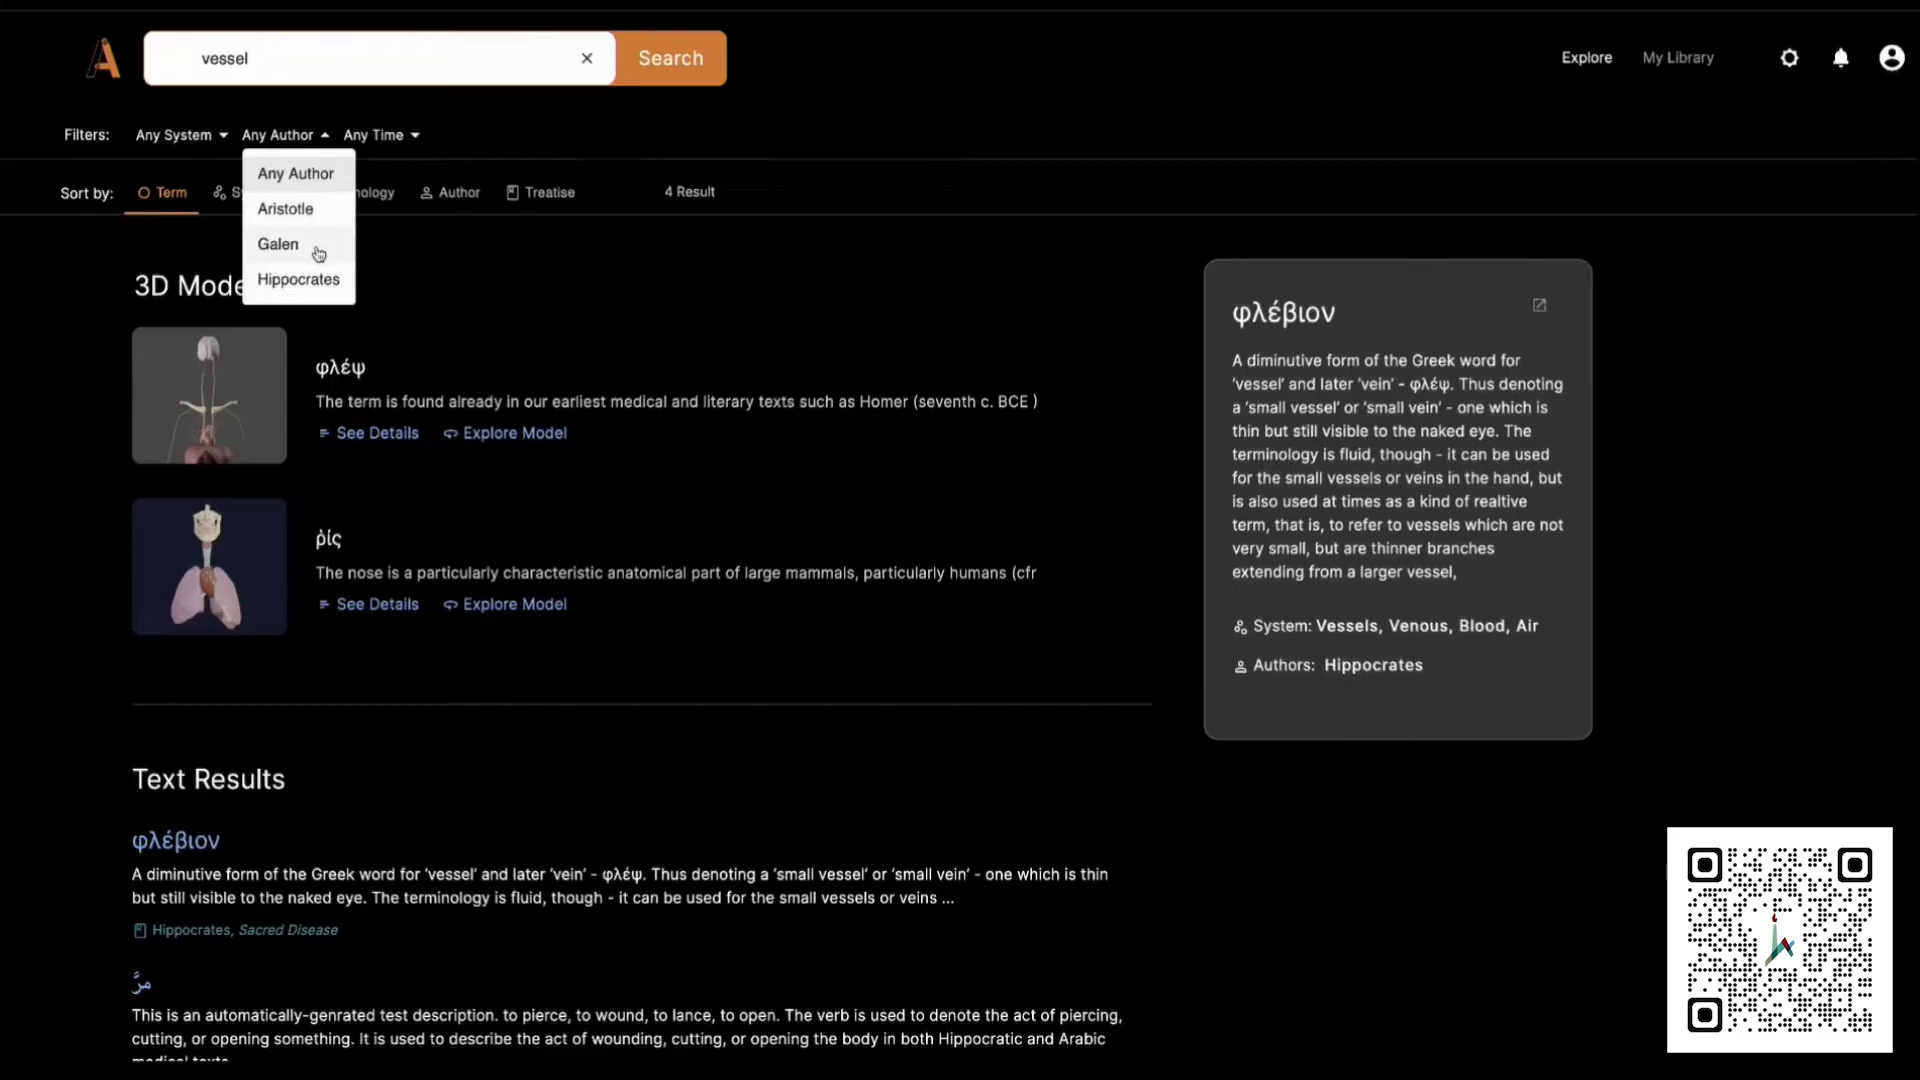 vessel
Search
Explore
My Library
Filters:
Any System
Any Author
Any Time
Any Author
Aristotle
Galen
Hippocrates
Sort by:
Term
Author
Treatise
4 Result
φλέψ
The term is found already in our earliest medical and literary texts such as Homer (seventh c. BCE )
See Details
Explore Model
ῥίς
The nose is a particularly characteristic anatomical part of large mammals, particularly humans (cfr
See Details
Explore Model
φλέβιον
A diminutive form of the Greek word for
‘vessel’ and later ‘vein’ - φλέψ. Thus denoting
a ‘small vessel’ or ‘small vein’ - one which is
thin but still visible to the naked eye. The
terminology is fluid, though - it can be used
for the small vessels or veins in the hand, but
is also used at times as a kind of realtive
term, that is, to refer to vessels which are not
very small, but are thinner branches
extending from a larger vessel,
System: Vessels, Venous, Blood, Air
Authors: Hippocrates
Text Results
φλέβιον
A diminutive form of the Greek word for ‘vessel’ and later ‘vein’ - φλέψ. Thus denoting a ‘small vessel’ or ‘small vein’ - one which is thin
but still visible to the naked eye. The terminology is fluid, though - it can be used for the small vessels or veins ...
Hippocrates, Sacred Disease
مرَّ
This is an automatically-genrated test description. to pierce, to wound, to lance, to open. The verb is used to denote the act of piercing,
cutting, or opening something. It is used to describe the act of wounding, cutting, or opening the body in both Hippocratic and Arabic